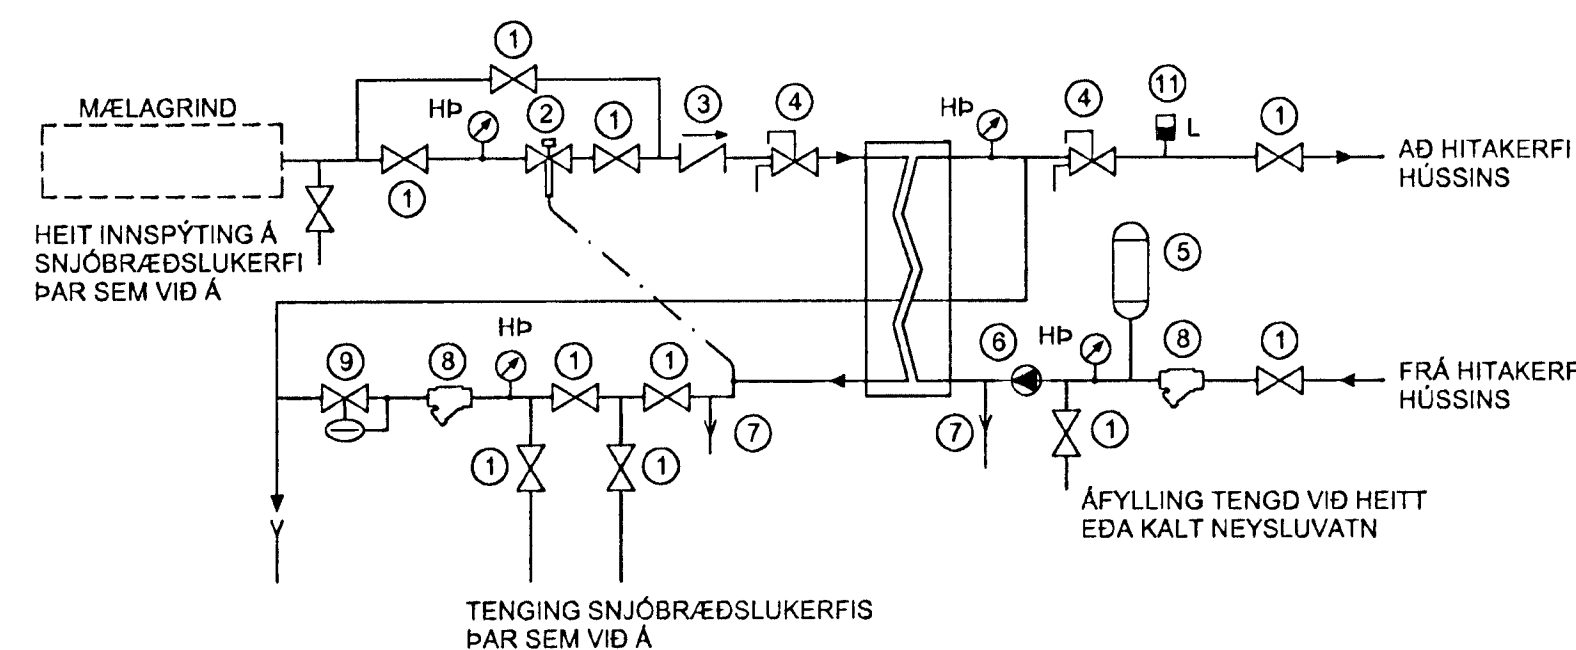 1
MÆLAGRIND
HÞ
2
1
3
4
HÞ
4
11
L
1
1
AÐ HITAKERFI
HÚSSINS
HEIT INNSPÝTING Á
SNJÓBRÆÐSLUKERFI
ÞAR SEM VIÐ Á
5
9
8
HÞ
1
1
6
HÞ
8
1
FRÁ HITAKERF
HÚSSINS
7
7
1
1
1
ÁFYLLING TENGD VIÐ HEITT
EÐA KALT NEYSLUVATN
TENGING SNJÓBRÆÐSLUKERFIS
ÞAR SEM VIÐ Á